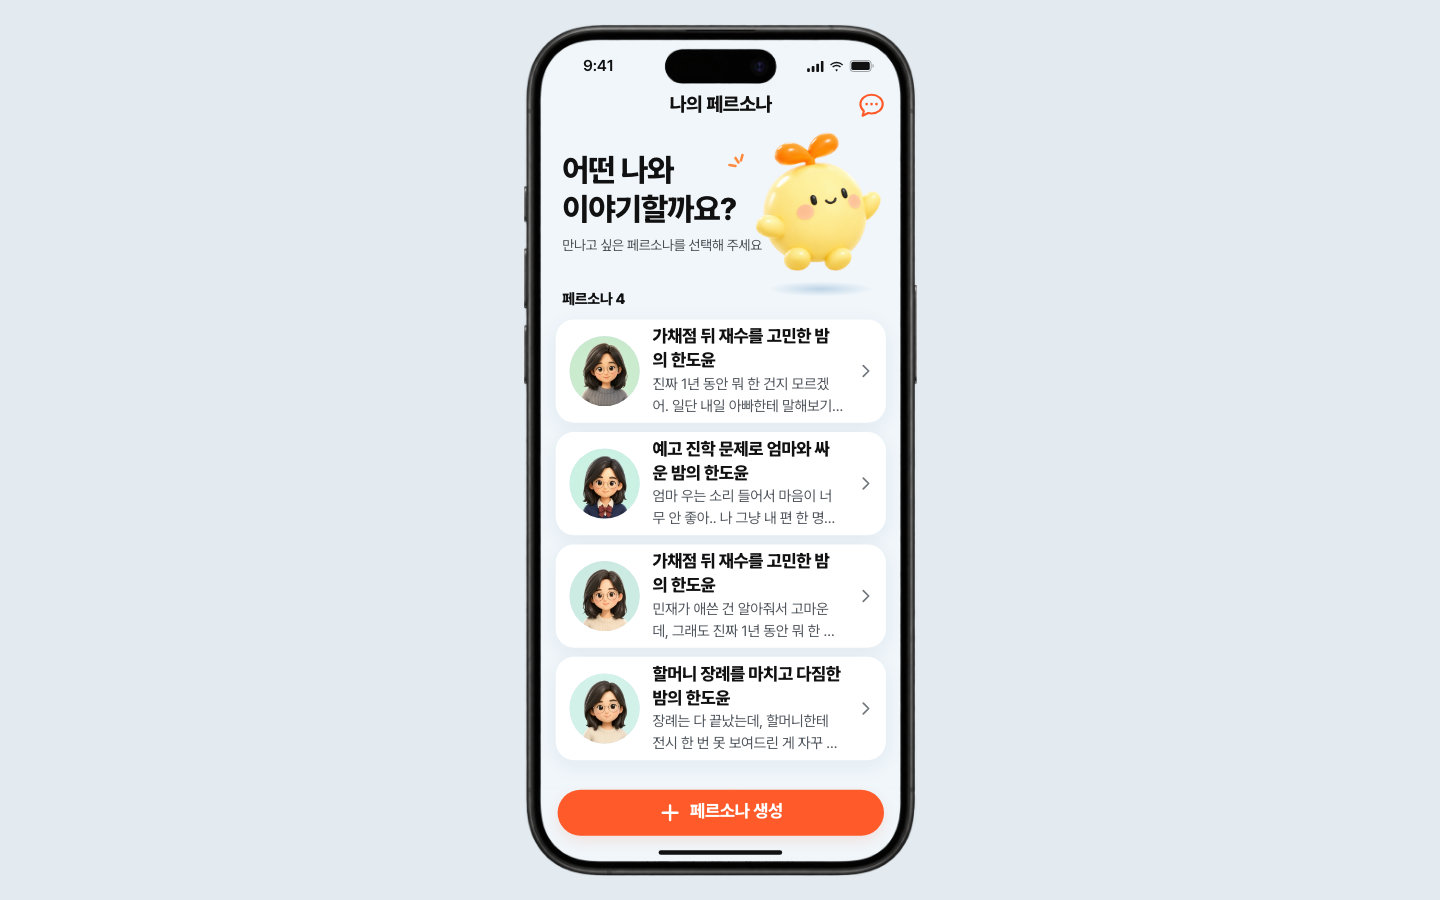 9:41
나의 페르소나
어떤 나와
이야기할까요?
만나고 싶은 페르소나를 선택해 주세요
페르소나 4
가채점 뒤 재수를 고민한 밤
의 한도윤
진짜 1년 동안 뭐 한 건지 모르겠
어. 일단 내일 아빠한테 말해보기...
예고 진학 문제로 엄마와 싸
운 밤의 한도윤
엄마 우는 소리 들어서 마음이 너
무 안 좋아.. 나 그냥 내 편 한 명...
가채점 뒤 재수를 고민한 밤
의 한도윤
민재가 애쓴 건 알아줘서 고마운
데, 그래도 진짜 1년 동안 뭐 한 ...
할머니 장례를 마치고 다짐한
밤의 한도윤
장례는 다 끝났는데, 할머니한테
전시 한 번 못 보여드린 게 자꾸 ...
페르소나 생성